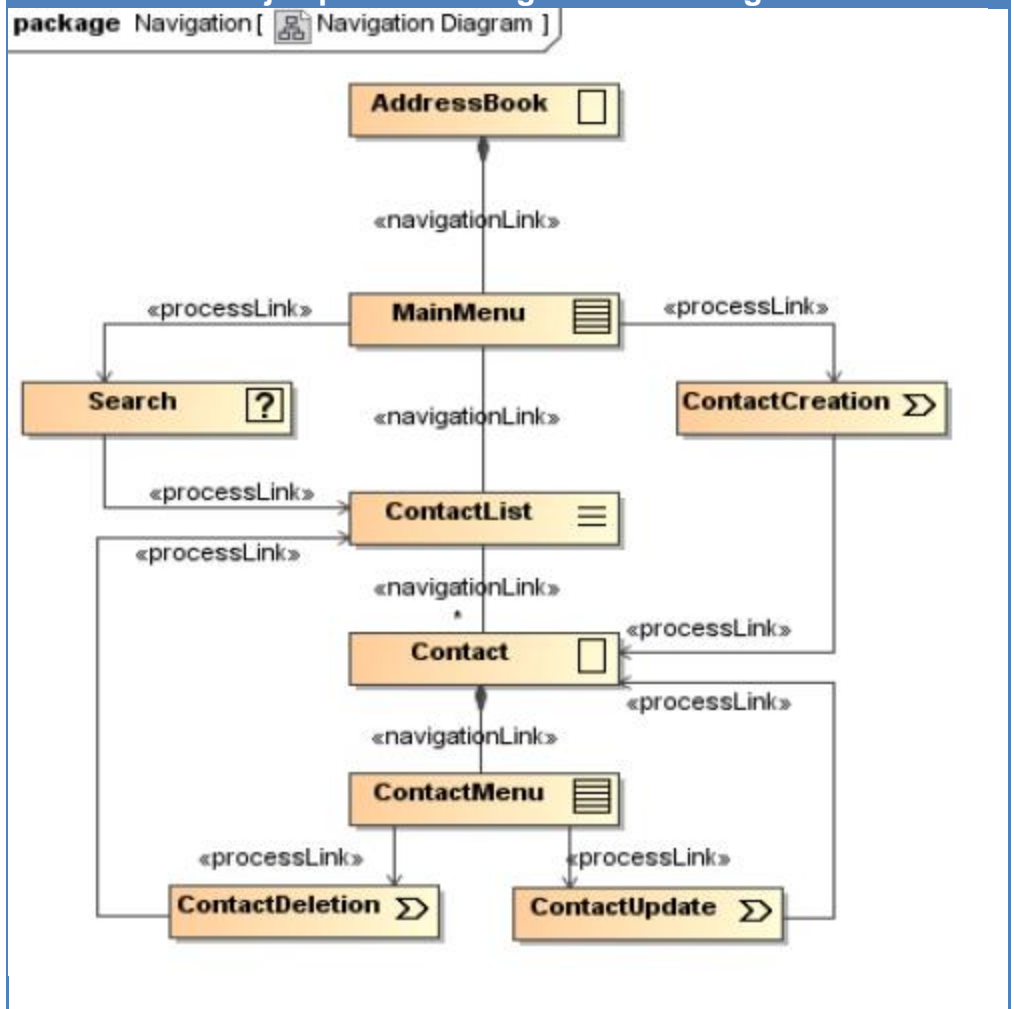 package Navigation [ Navigation Diagram ]
AddressBook
«navigationLink»
«processLink»
MainMenu
«processLink»
Search
?
«navigationLink»
ContactCreation
«processLink»
ContactList
«processLink»
«navigationLink»
*
«processLink»
Contact
«processLink»
«navigationLink»
ContactMenu
«processLink»
«processLink»
ContactDeletion
ContactUpdate